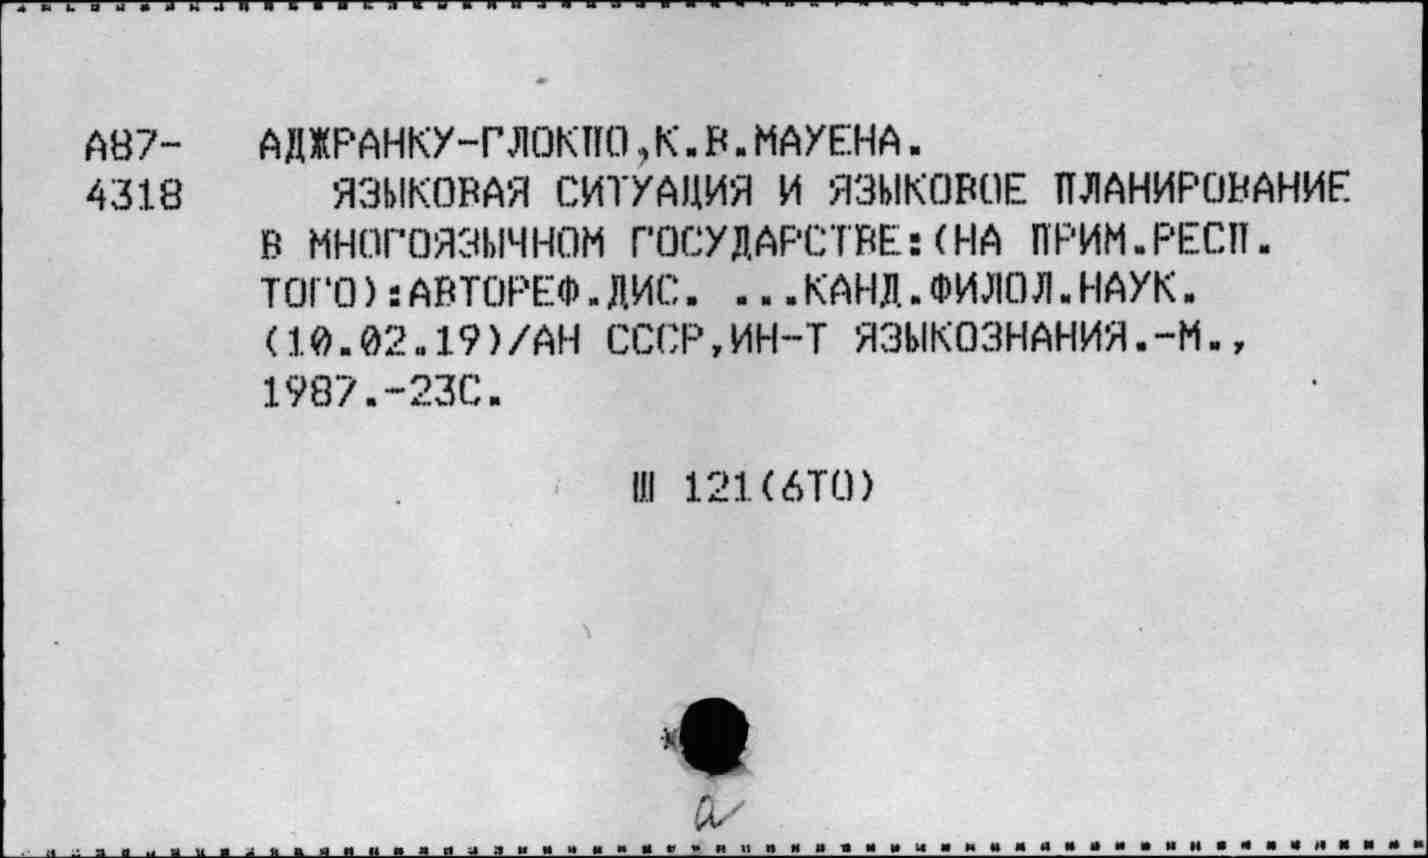 А87- АДЖРАНКУ-ГЛОКПО,К.В.МАУЕНА.
4318 ЯЗЫКОВАЯ СИТУАЦИЯ И ЯЗЫКОВОЕ ПЛАНИРОВАНИЕ
В МНОГОЯЗЫЧНОМ ГОСУДАРСТВЕ:(НА ПРИМ.РЕСП.
ТОГО):АВТОРЕФ.ДИС. ...КАНД.ФИЛОЛ.НАУК.
(10.02.19)/АН СССР,ИН-Т ЯЗЫКОЗНАНИЯ.-М.,
1987.-23С.
Ш 121(6ТО)
а